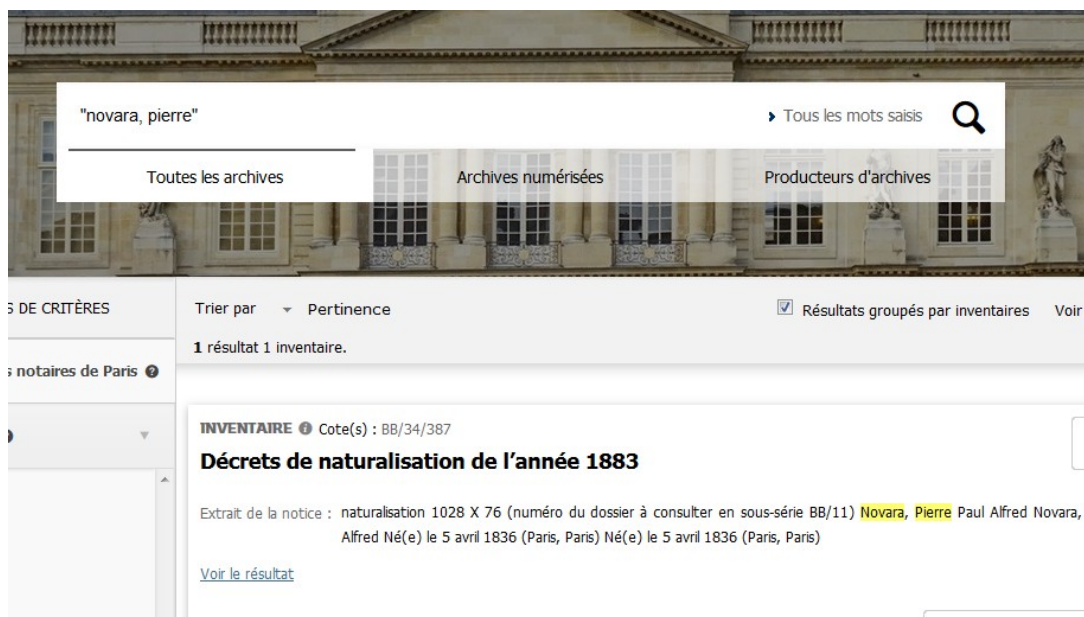 "novara, pierre"
Tous les mots saisis
Toutes les archives
Archives numérisées
Producteurs d'archives
S DE CRITÈRES
Trier par
Pertinence
Résultats groupés par inventaires
Voir
1 résultat 1 inventaire.
s notaires de Paris
INVENTAIRE Cote(s) : BB/34/387
Décrets de naturalisation de l'année 1883
Extrait de la notice : naturalisation 1028 X 76 (numéro du dossier à consulter en sous-série BB/11) Novara, Pierre Paul Alfred Novara,
Alfred Né(e) le 5 avril 1836 (Paris, Paris) Né(e) le 5 avril 1836 (Paris, Paris)
Voir le résultat